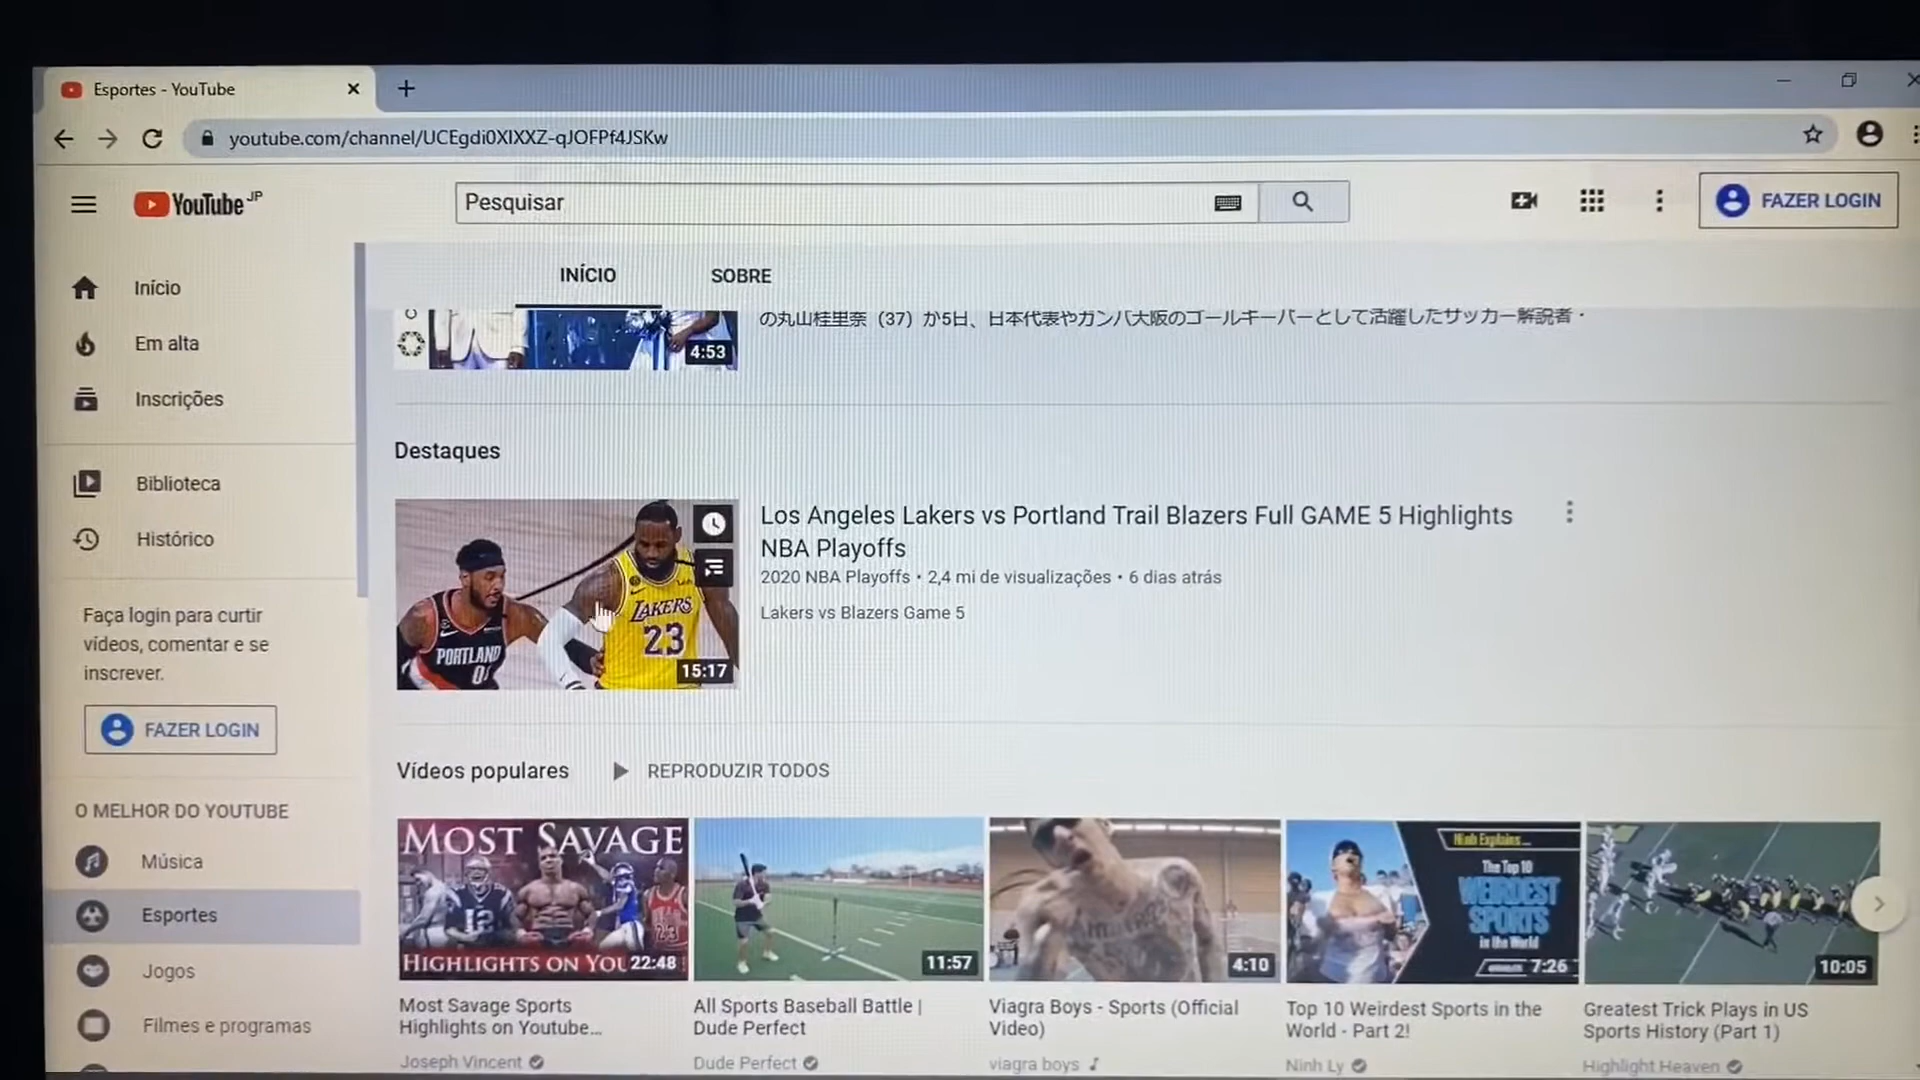 Esportes - YouTube
youtube.com/channel/UCEgdi0XIXXZ-qJOFPf4JSKw
YouTube JP
Pesquisar
FAZER LOGIN
INÍCIO
SOBRE
Início
Em alta
Inscrições
Biblioteca
Histórico
Faça login para curtir
vídeos, comentar e se
inscrever.
FAZER LOGIN
O MELHOR DO YOUTUBE
Música
Esportes
Jogos
Filmes e programas
の丸山桂里奈（37）が5日、日本代表やガンバ大阪のゴールキーパーとして活躍したサッカー解説者・
4:53
Destaques
PORTLAND
LAKERS
23
15:17
Los Angeles Lakers vs Portland Trail Blazers Full GAME 5 Highlights
NBA Playoffs
2020 NBA Playoffs • 2,4 mi de visualizações • 6 dias atrás
Lakers vs Blazers Game 5
Vídeos populares
REPRODUZIR TODOS
MOST SAVAGE
12
23
HIGHLIGHTS ON YOU
22:48
11:57
4:10
Ninh Explains...
The Top 10
WEIRDEST
SPORTS
in the World
7:26
10:05
Most Savage Sports
Highlights on Youtube...
Joseph Vincent
All Sports Baseball Battle |
Dude Perfect
Dude Perfect
Viagra Boys - Sports (Official
Video)
viagra boys
Top 10 Weirdest Sports in the
World - Part 2!
Ninh Ly
Greatest Trick Plays in US
Sports History (Part 1)
Highlight Heaven